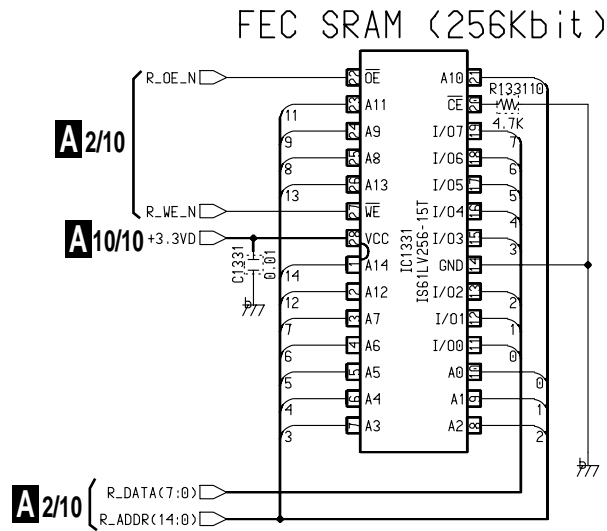 FEC SRAM (256Kbit)
R_OE_N
22 OE
A10 21
23 A11
CE 20
R133110
4.7K
11
24 A9
I/O7 19
9
7
A 2/10
25 A8
I/O6 18
8
6
26 A13
I/O5 17
13
5
R_WE_N
27 WE
I/O4 16
4
A 10/10
+3.3VD
28 VCC
I/O3 15
3
C1331
0.01
IC1331
IS61LV256-15T
1 A14
GND 14
14
2 A12
I/O2 13
12
2
3 A7
I/O1 12
7
1
4 A6
I/O0 11
6
0
5 A5
A0 10
5
0
6 A4
A1 9
4
1
7 A3
A2 8
3
2
b
b
A 2/10
R_DATA(7:0)
R_ADDR(14:0)